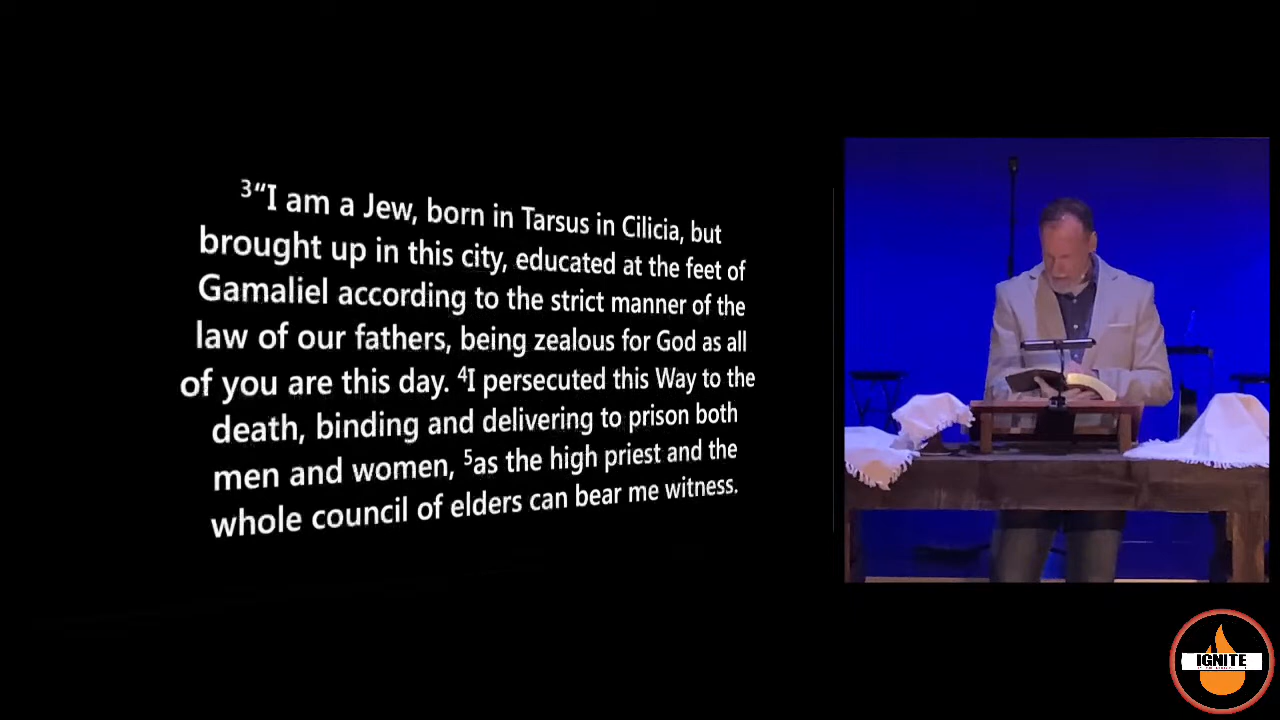 ³“I am a Jew, born in Tarsus in Cilicia, but
brought up in this city, educated at the feet of
Gamaliel according to the strict manner of the
law of our fathers, being zealous for God as all
of you are this day. ⁴I persecuted this Way to the
death, binding and delivering to prison both
men and women, ⁵as the high priest and the
whole council of elders can bear me witness.
IGNITE